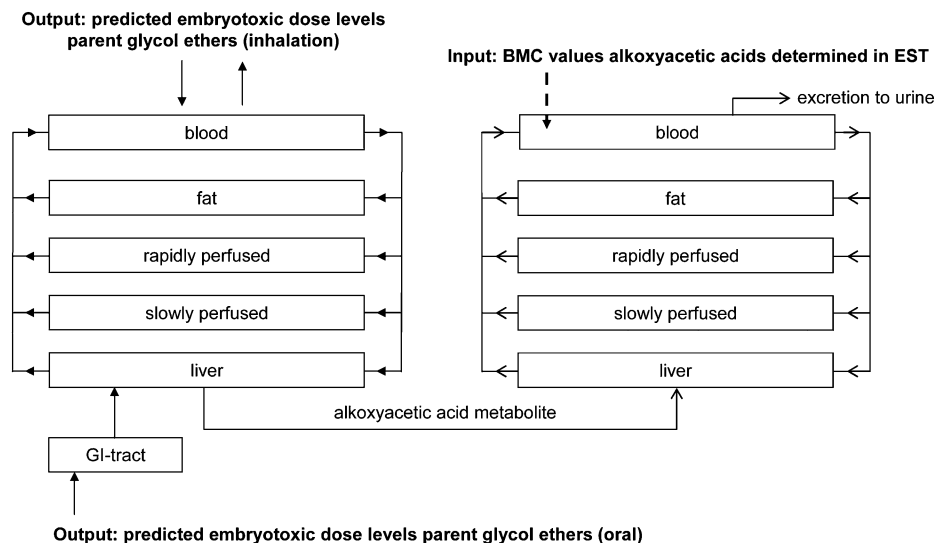 Output: predicted embryotoxic dose levels
parent glycol ethers (inhalation)
blood
fat
rapidly perfused
slowly perfused
liver
GI-tract
Output: predicted embryotoxic dose levels parent glycol ethers (oral)
alkoxyacetic acid metabolite
Input: BMC values alkoxyacetic acids determined in EST
excretion to urine
blood
fat
rapidly perfused
slowly perfused
liver